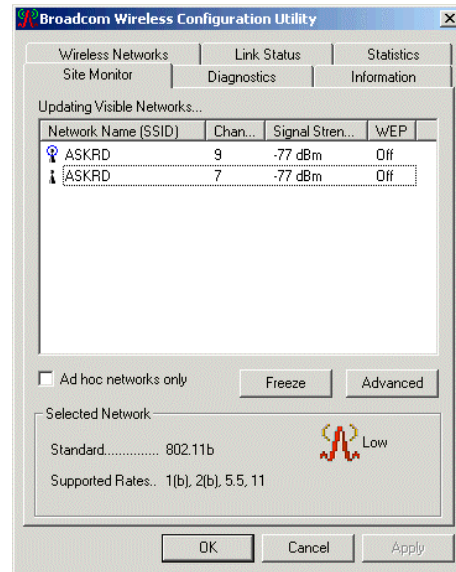 Broadcom Wireless Configuration Utility
Wireless Networks Link Status Statistics
Site Monitor Diagnostics Information
Updating Visible Networks...
Network Name (SSID) Chan... Signal Stren... WEP
ASKRD 9 -77 dBm Off
ASKRD 7 -77 dBm Off
Ad hoc networks only Freeze Advanced
Selected Network
Standard............... 802.11b
Low
Supported Rates.. 1(b), 2(b), 5.5, 11
OK Cancel Apply